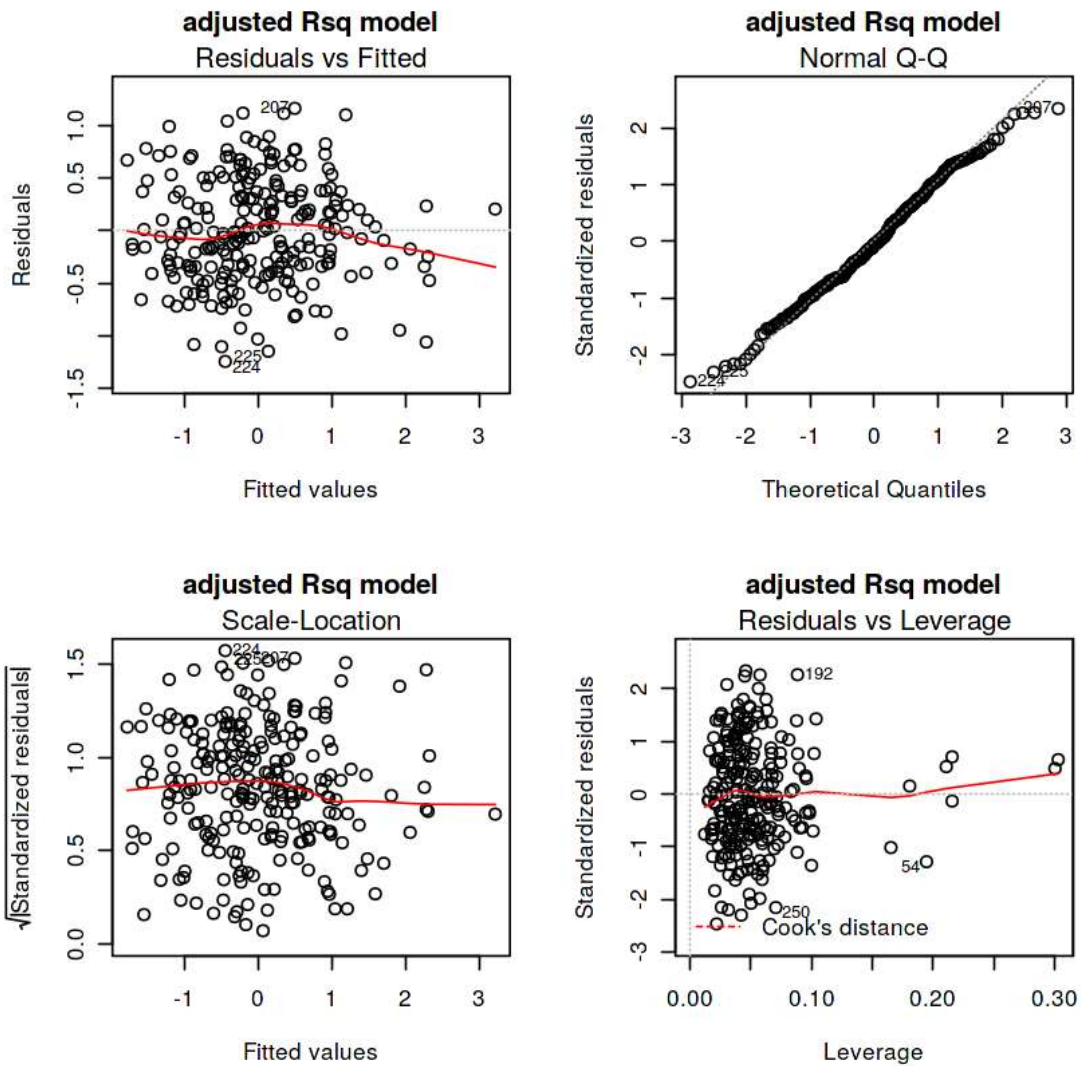 adjusted Rsq model
Residuals vs Fitted
Residuals
1.0
0.5
-0.5
-1.5
207
225
224
-1 0 1 2 3
Fitted values
adjusted Rsq model
Normal Q-Q
Standardized residuals
2
1
0
-1
-2
207
224
225
-3 -2 -1 0 1 2 3
Theoretical Quantiles
adjusted Rsq model
Scale-Location
√|Standardized residuals|
1.5
1.0
0.5
0.0
224
225
207
-1 0 1 2 3
Fitted values
adjusted Rsq model
Residuals vs Leverage
Standardized residuals
2
1
0
-1
-2
-3
192
54
250
Cook's distance
0.00 0.10 0.20 0.30
Leverage